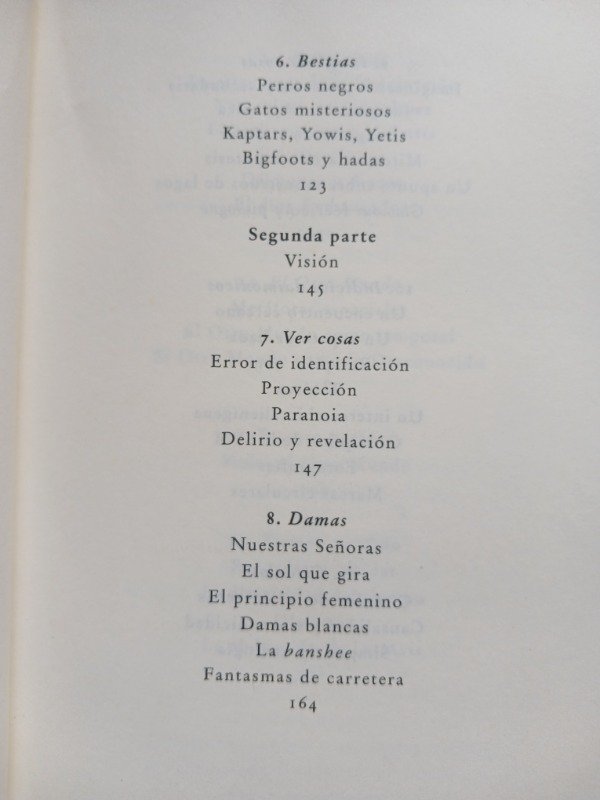 6. Bestias
Perros negros
Gatos misteriosos
Kaptars, Yowis, Yetis
Bigfoots y hadas
123
Segunda parte
Visión
145
7. Ver cosas
Error de identificación
Proyección
Paranoia
Delirio y revelación
147
8. Damas
Nuestras Señoras
El sol que gira
El principio femenino
Damas blancas
La banshee
Fantasmas de carretera
164